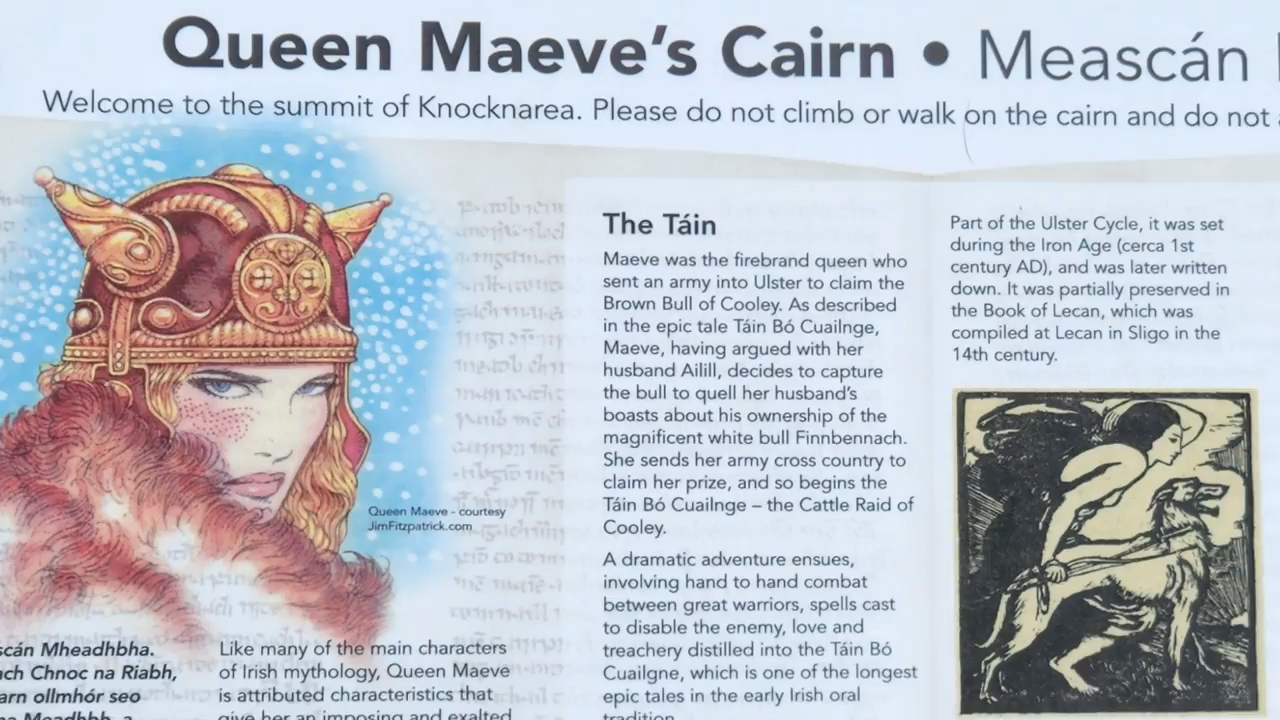 Queen Maeve's Cairn • Meascán
Welcome to the summit of Knocknarea. Please do not climb or walk on the cairn and do not
Queen Maeve - courtesy
JimFitzpatrick.com
scán Mheadhbha.
ach Chnoc na Riabh,
arn ollmhór seo
na Meadhbh, a
Like many of the main characters
of Irish mythology, Queen Maeve
is attributed characteristics that
give her an imposing and exalted
The Táin
Maeve was the firebrand queen who
sent an army into Ulster to claim the
Brown Bull of Cooley. As described
in the epic tale Táin Bó Cuailnge,
Maeve, having argued with her
husband Ailill, decides to capture
the bull to quell her husband's
boasts about his ownership of the
magnificent white bull Finnbennach.
She sends her army cross country to
claim her prize, and so begins the
Táin Bó Cuailnge – the Cattle Raid of
Cooley.
A dramatic adventure ensues,
involving hand to hand combat
between great warriors, spells cast
to disable the enemy, love and
treachery distilled into the Táin Bó
Cuailgne, which is one of the longest
epic tales in the early Irish oral
tradition.
Part of the Ulster Cycle, it was set
during the Iron Age (cerca 1st
century AD), and was later written
down. It was partially preserved in
the Book of Lecan, which was
compiled at Lecan in Sligo in the
14th century.